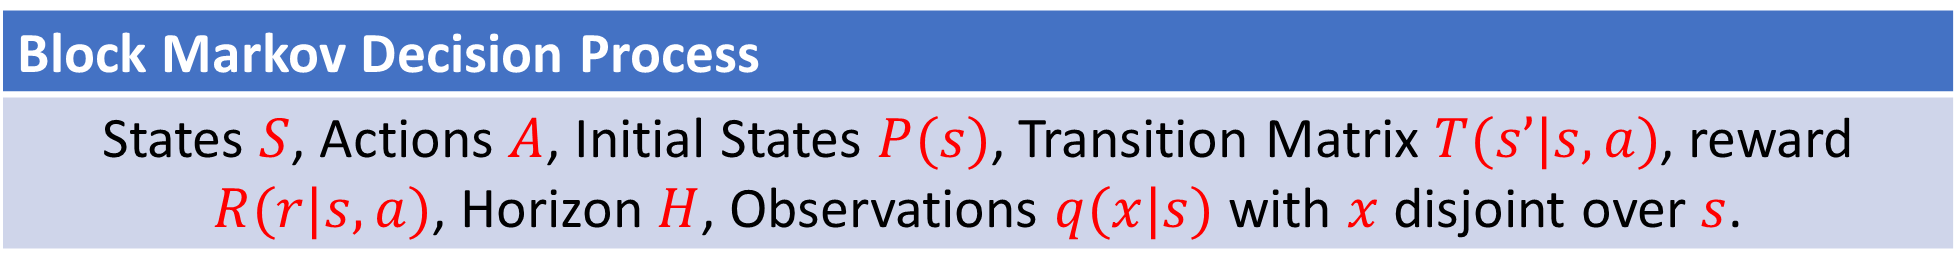 Block Markov Decision Process
States S, Actions A, Initial States P(s), Transition Matrix T(s’|s, a), reward
R(r|s, a), Horizon H, Observations q(x|s) with x disjoint over s.